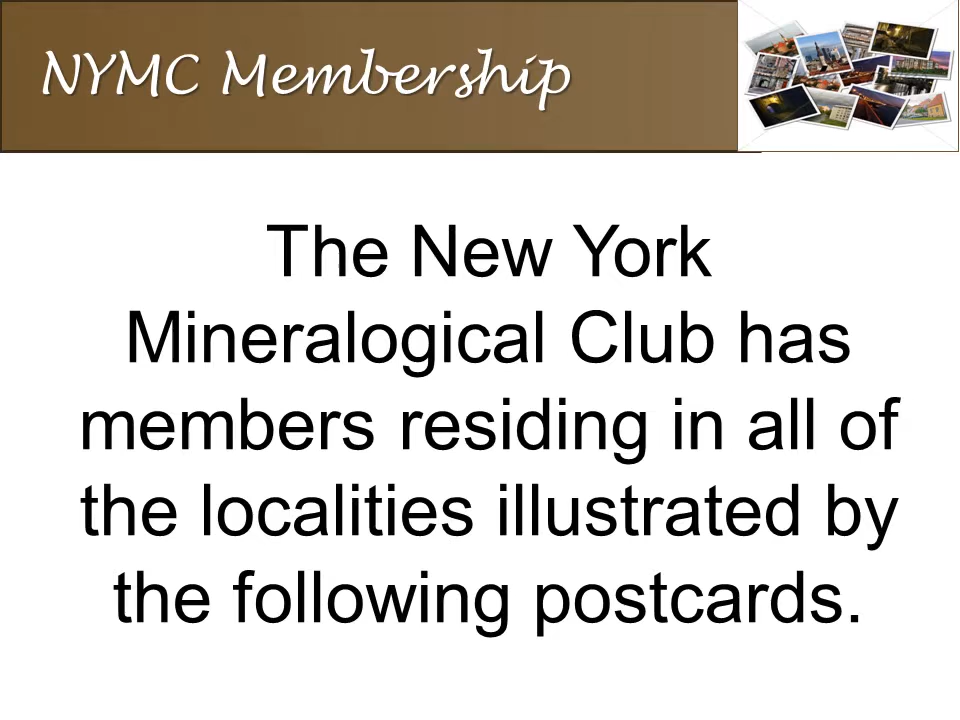 NYMC Membership
The New York
Mineralogical Club has
members residing in all of
the localities illustrated by
the following postcards.